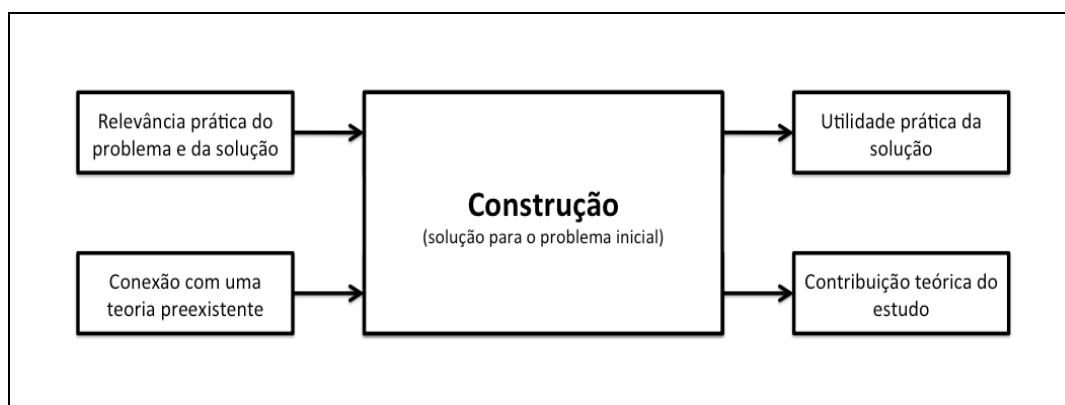 Relevância prática do
problema e da solução
Conexão com uma
teoria preexistente
Construção
(solução para o problema inicial)
Utilidade prática da
solução
Contribuição teórica do
estudo